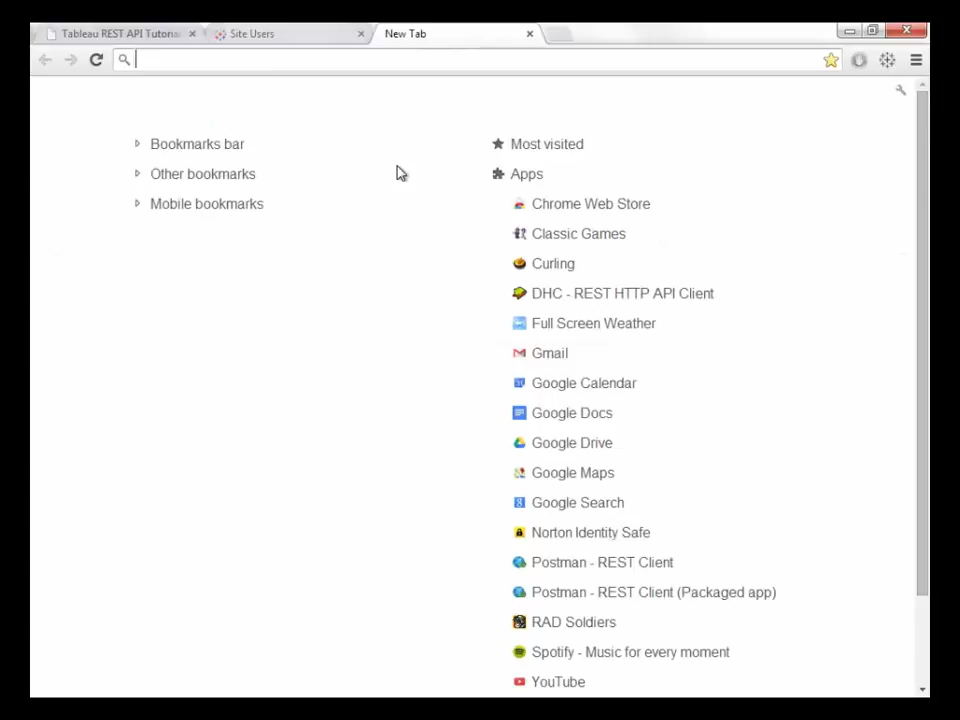 Tableau REST API Tutoria
Site Users
New Tab
Bookmarks bar
Other bookmarks
Mobile bookmarks
Most visited
Apps
Chrome Web Store
Classic Games
Curling
DHC - REST HTTP API Client
Full Screen Weather
Gmail
Google Calendar
Google Docs
Google Drive
Google Maps
Google Search
Norton Identity Safe
Postman - REST Client
Postman - REST Client (Packaged app)
RAD Soldiers
Spotify - Music for every moment
YouTube